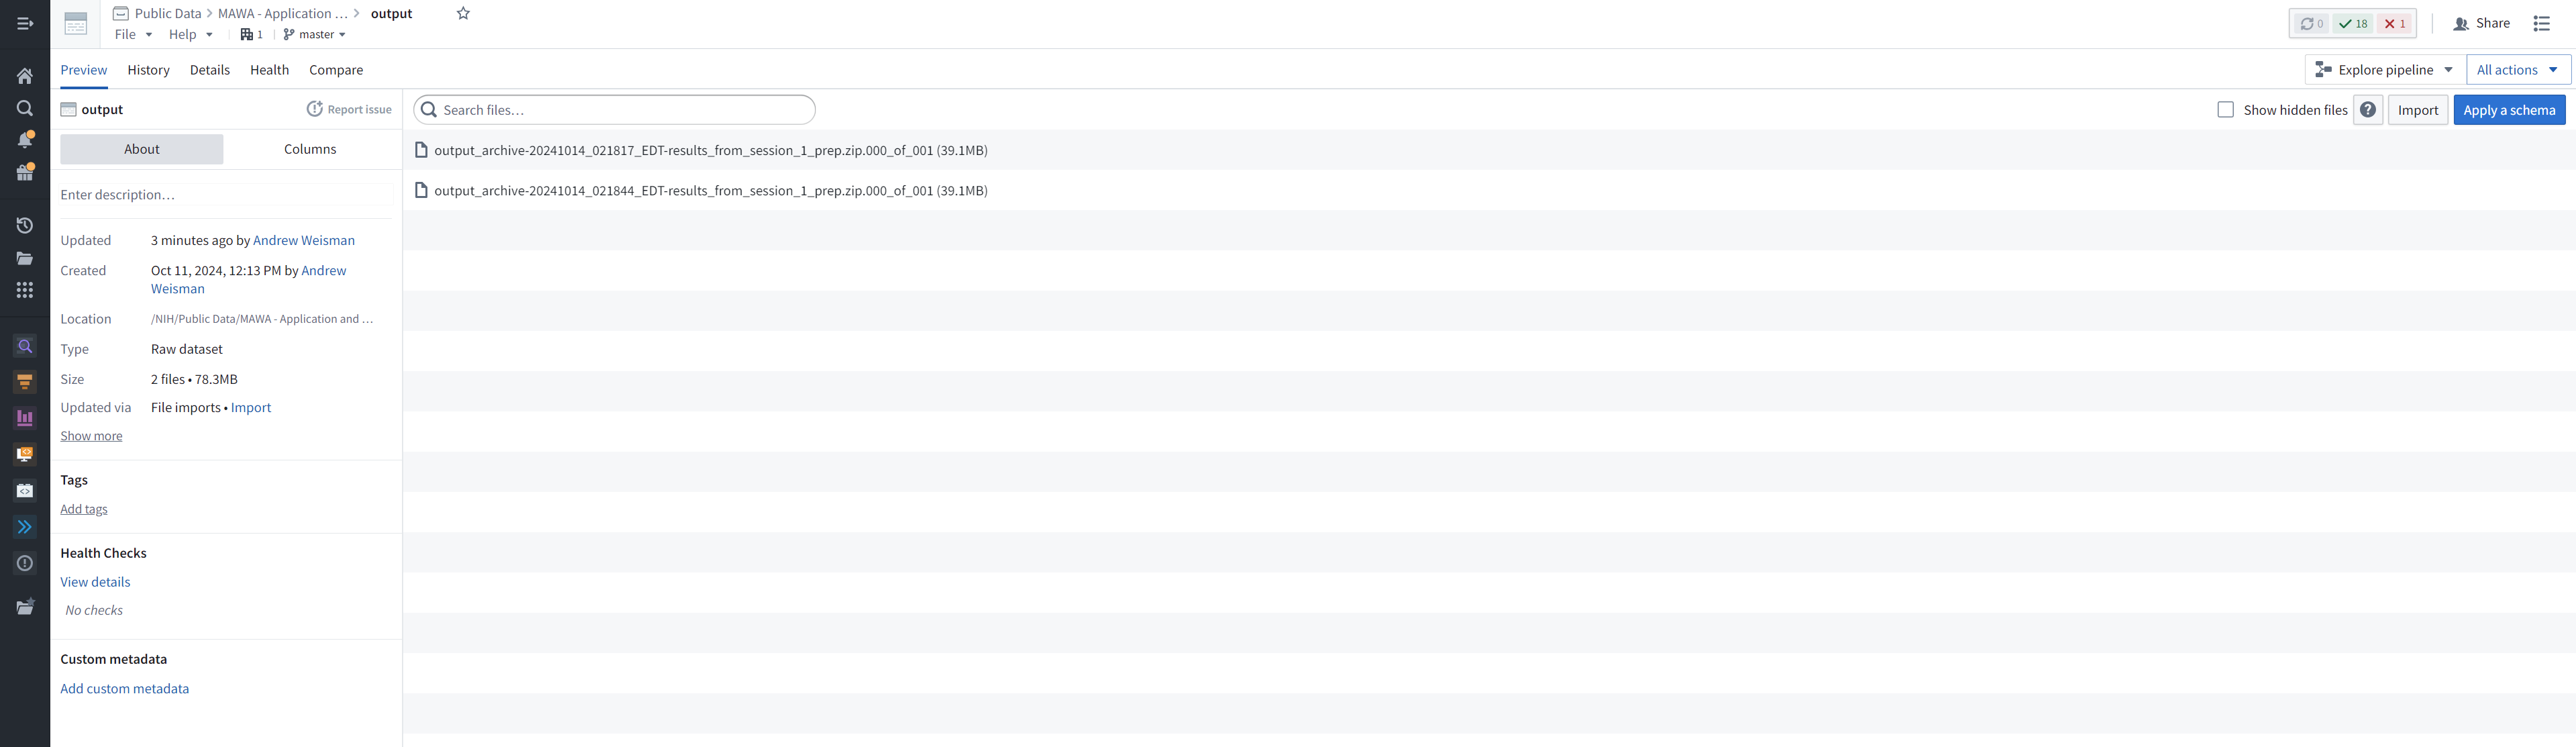 Public Data > MAWA - Application ... > output
File Help 1 master
0 18 1
Share
Preview History Details Health Compare
Explore pipeline
All actions
output
Report issue
Search files...
Show hidden files
?
Import
Apply a schema
About Columns
output_archive-20241014_021817_EDT-results_from_session_1_prep.zip.000_of_001 (39.1MB)
output_archive-20241014_021844_EDT-results_from_session_1_prep.zip.000_of_001 (39.1MB)
Enter description...
Updated 3 minutes ago by Andrew Weisman
Created Oct 11, 2024, 12:13 PM by Andrew
Weisman
Location /NIH/Public Data/MAWA - Application and ...
Type Raw dataset
Size 2 files • 78.3MB
Updated via File imports • Import
Show more
Tags
Add tags
Health Checks
View details
No checks
Custom metadata
Add custom metadata